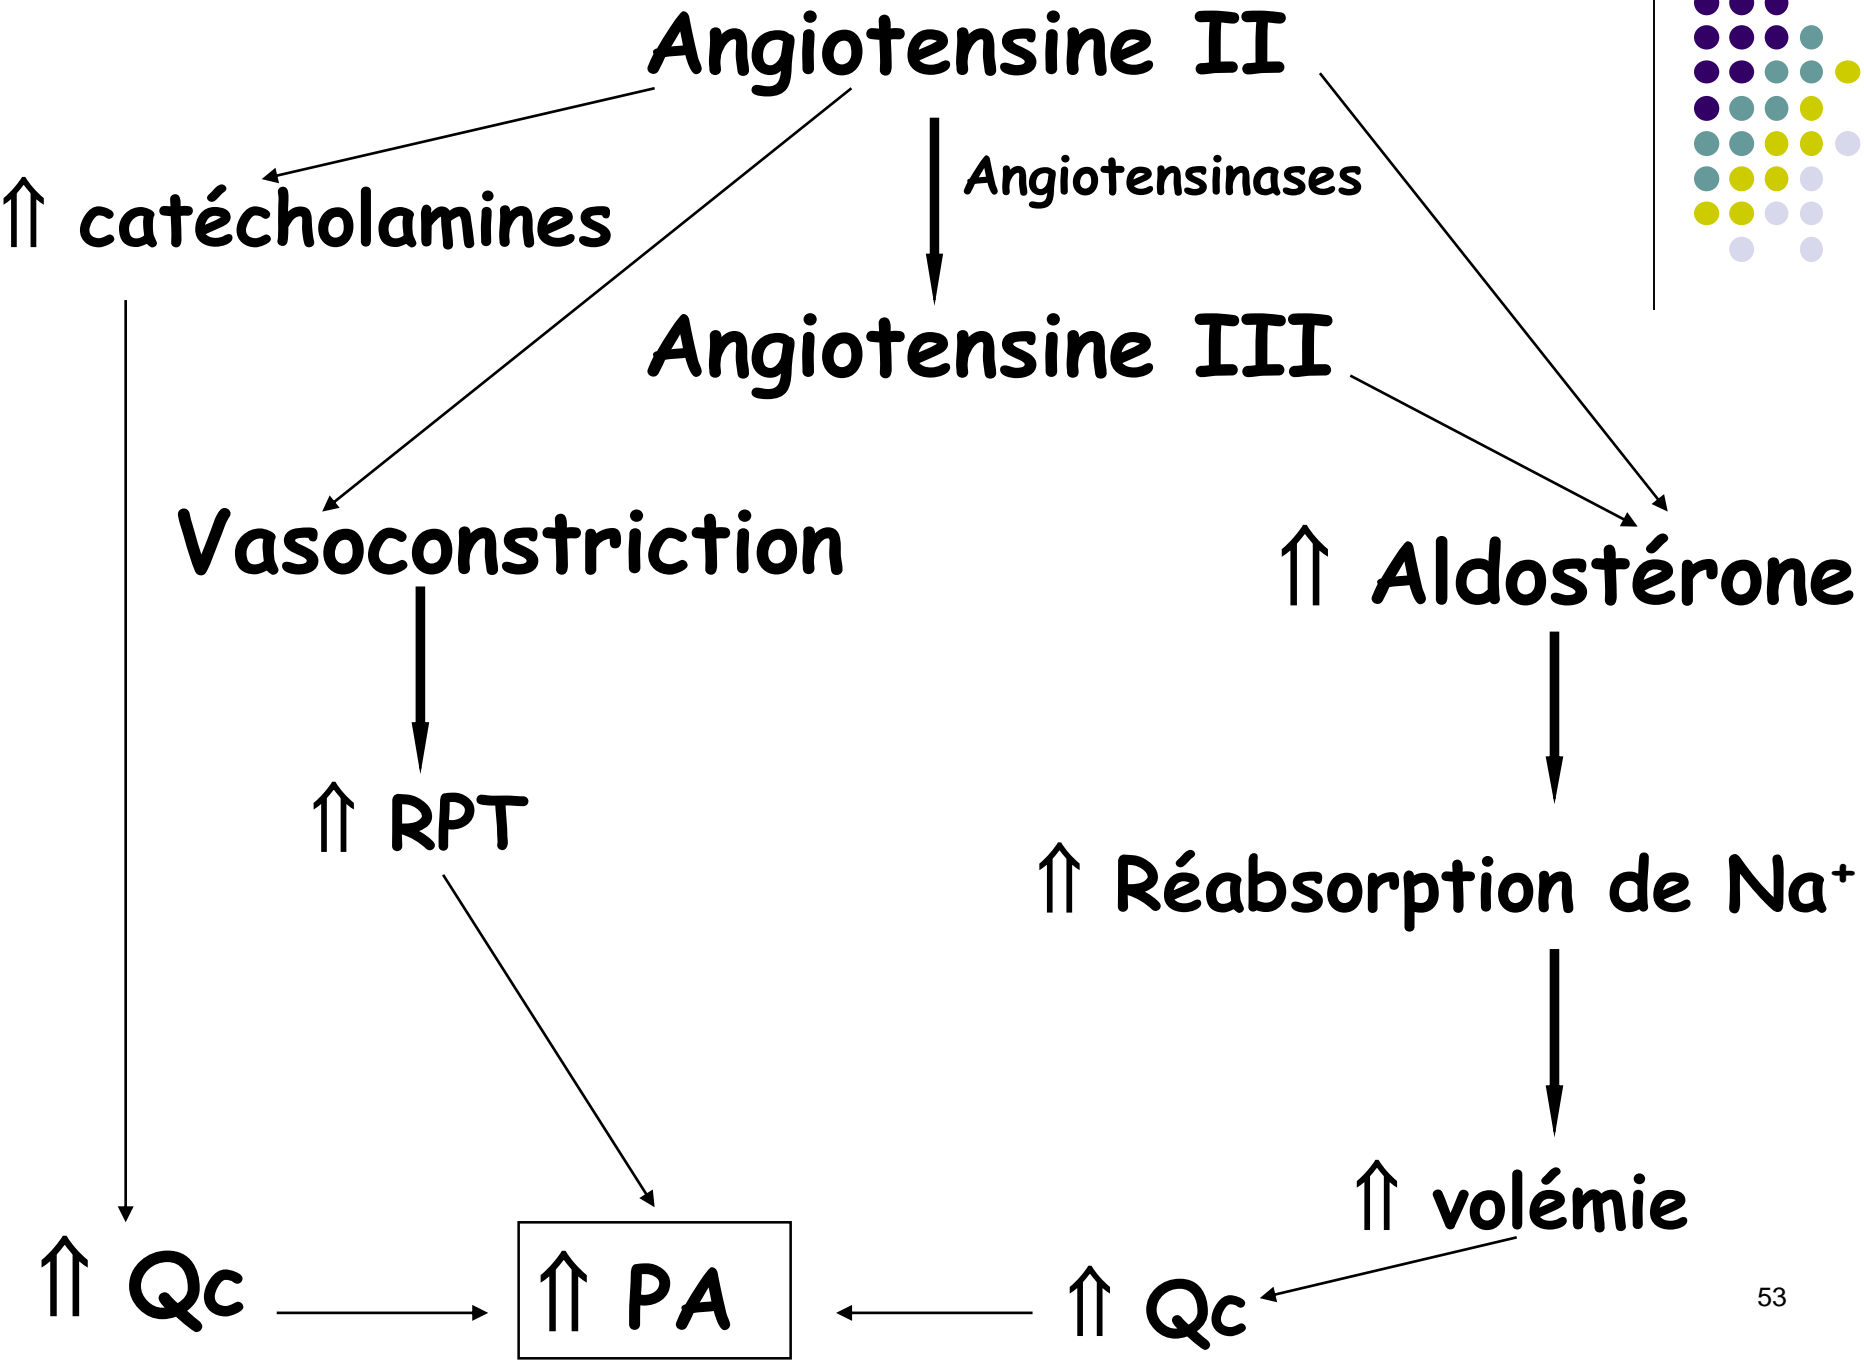 Angiotensine II
Angiotensinases
⇑ catécholamines
Angiotensine III
Vasoconstriction
⇑ Aldostérone
⇑ RPT
⇑ Réabsorption de Na⁺
⇑ volémie
⇑ Qc
⇑ PA
⇑ Qc
53